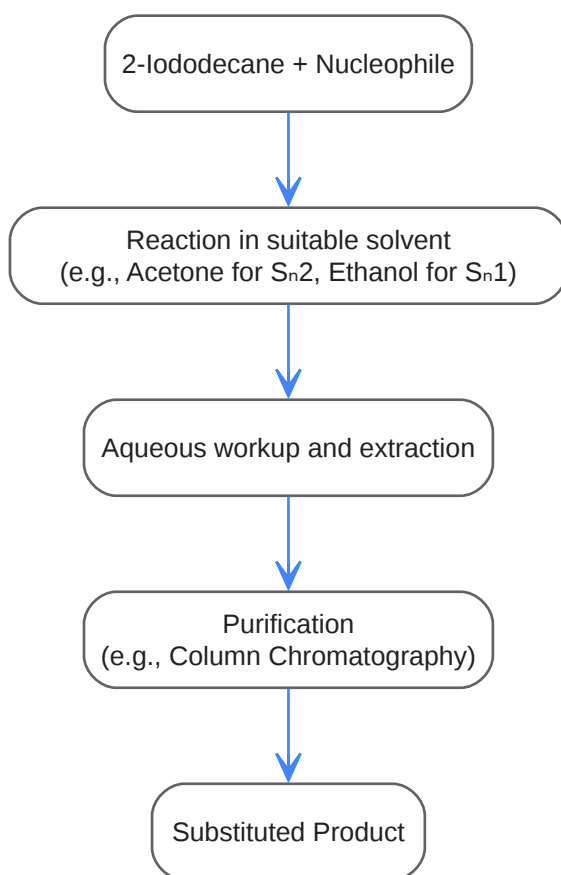 2-Iododecane + Nucleophile
Reaction in suitable solvent
(e.g., Acetone for Sₙ2, Ethanol for Sₙ1)
Aqueous workup and extraction
Purification
(e.g., Column Chromatography)
Substituted Product